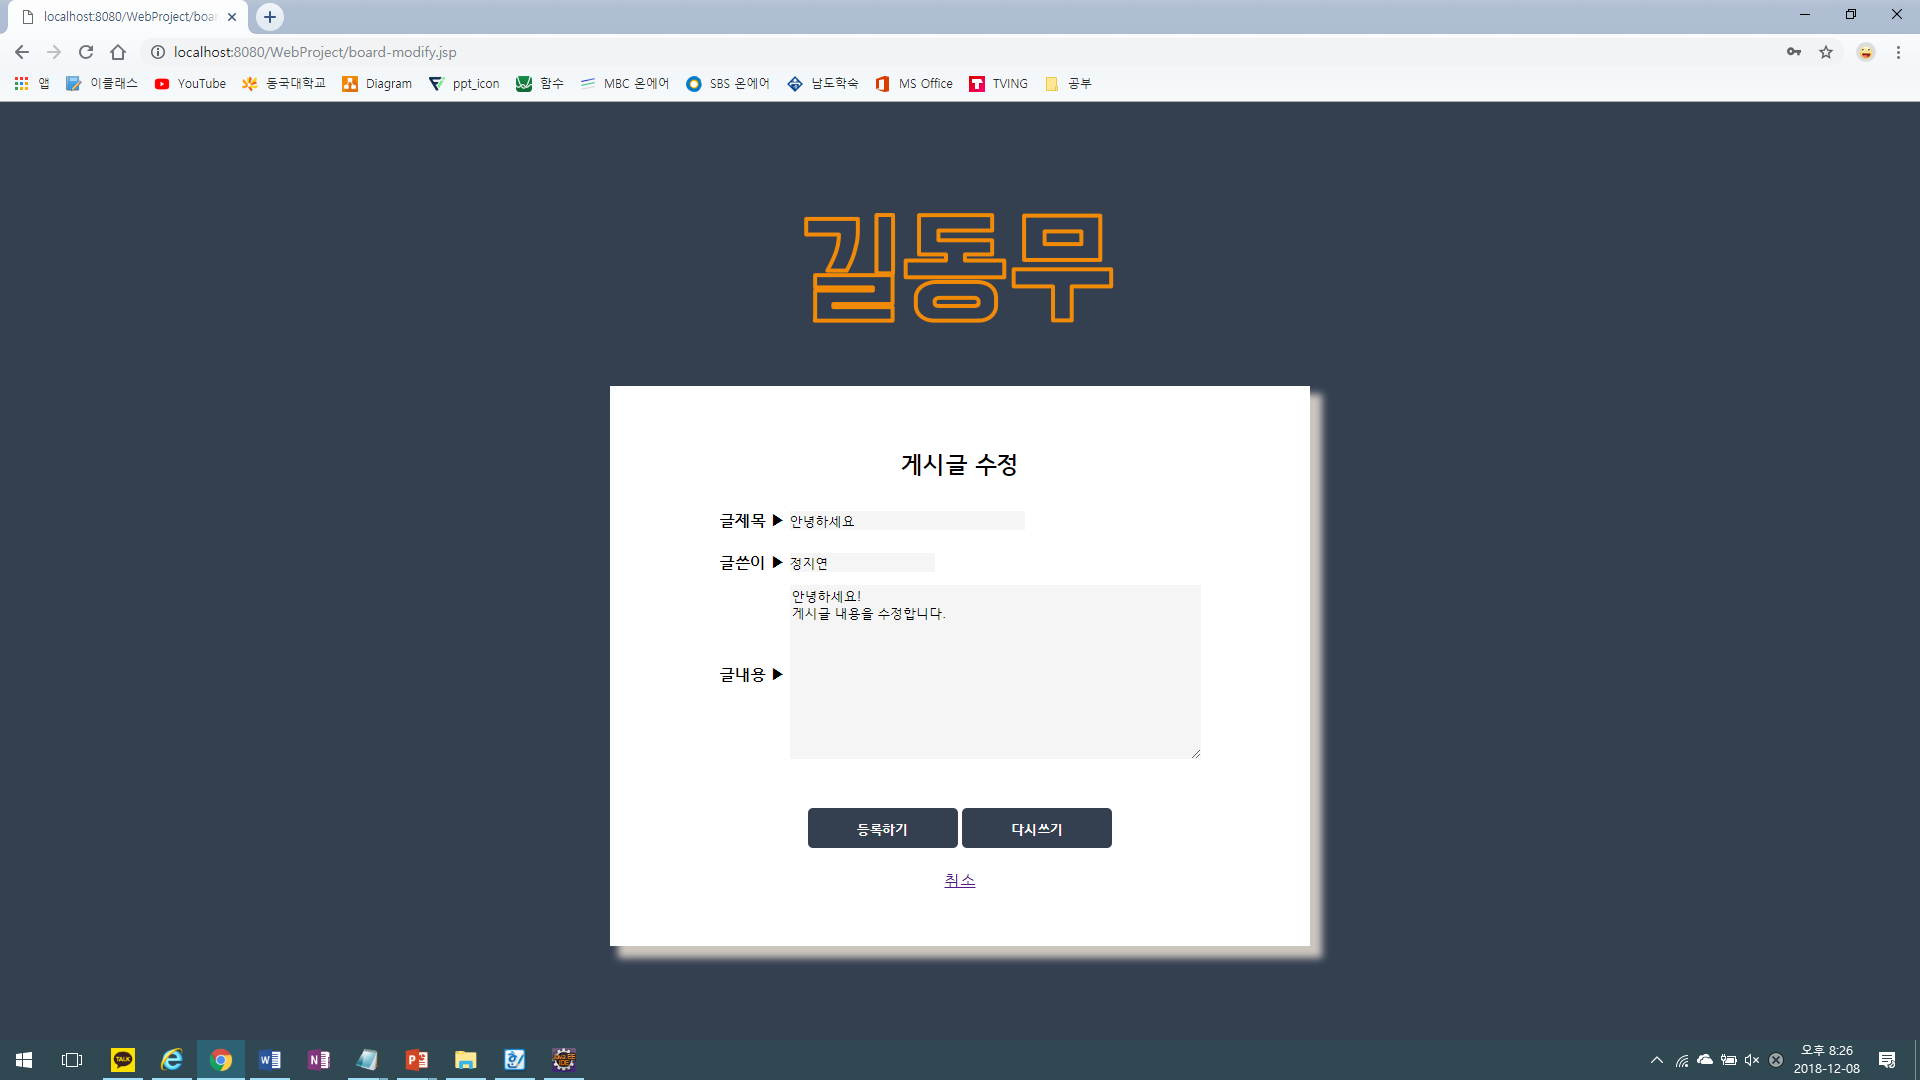 localhost:8080/WebProject/boar
localhost:8080/WebProject/board-modify.jsp
앱 이클래스 YouTube 동국대학교 Diagram ppt_icon 함수 MBC 온에어 SBS 온에어 남도학숙 MS Office TVING 공부
길동무
게시글 수정
글제목 ▶ 안녕하세요
글쓴이 ▶ 정지연
안녕하세요!
게시글 내용을 수정합니다.
글내용 ▶
등록하기 다시쓰기
취소
오후 8:26
2018-12-08